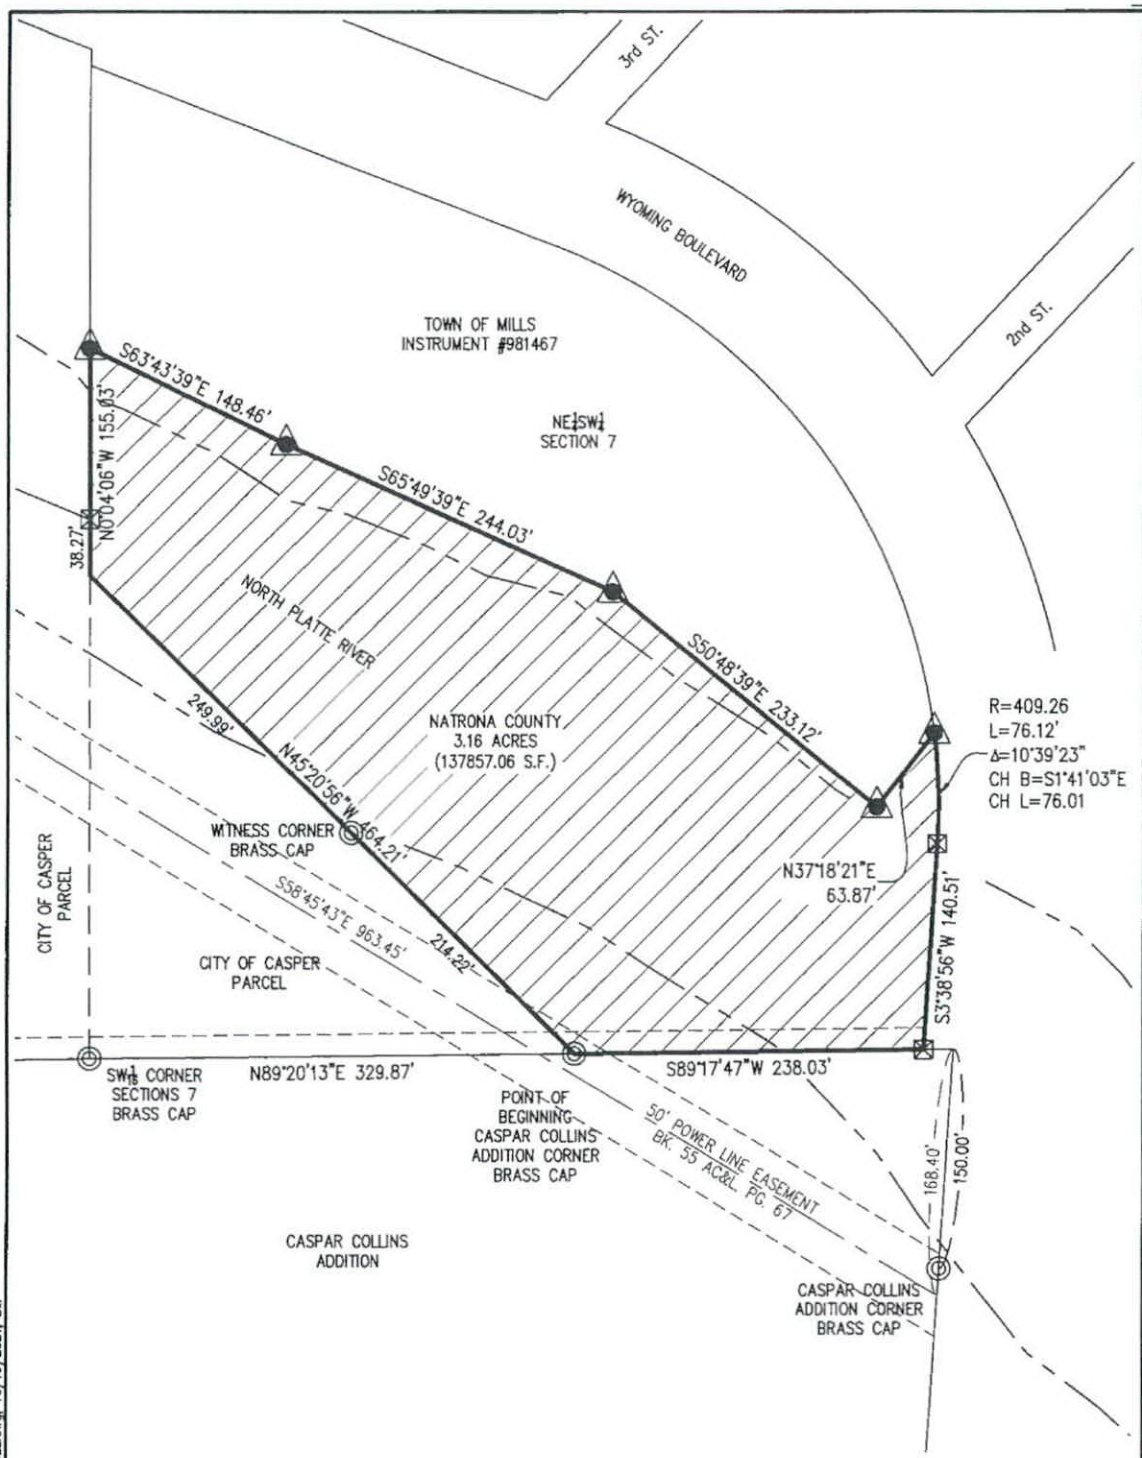 3rd ST.
WYOMING BOULEVARD
2nd ST.
TOWN OF MILLS
INSTRUMENT #981467
S63°43'39"E 148.46'
NE¼SW¼
SECTION 7
N0°04'06"W 155.03'
S65°49'39"E 244.03'
38.27'
NORTH PLATTE RIVER
S50°48'39"E 233.12'
R=409.26
L=76.12'
Δ=10°39'23"
CH B=S1°41'03"E
CH L=76.01
249.99'
NATRONA COUNTY
3.16 ACRES
(137857.06 S.F.)
N45°20'56"W 464.21'
WITNESS CORNER
BRASS CAP
N37°18'21"E
63.87'
CITY OF CASPER
PARCEL
S58°45'43"E 963.45'
214.22'
S3°38'56"W 140.51'
CITY OF CASPER
PARCEL
SW 1/16 CORNER
SECTIONS 7
BRASS CAP
N89°20'13"E 329.87'
S89°17'47"W 238.03'
POINT OF
BEGINNING
CASPAR COLLINS
ADDITION CORNER
BRASS CAP
50' POWER LINE EASEMENT
BK. 55 AC&L. PG. 67
168.40'
150.00'
CASPAR COLLINS
ADDITION
CASPAR COLLINS
ADDITION CORNER
BRASS CAP